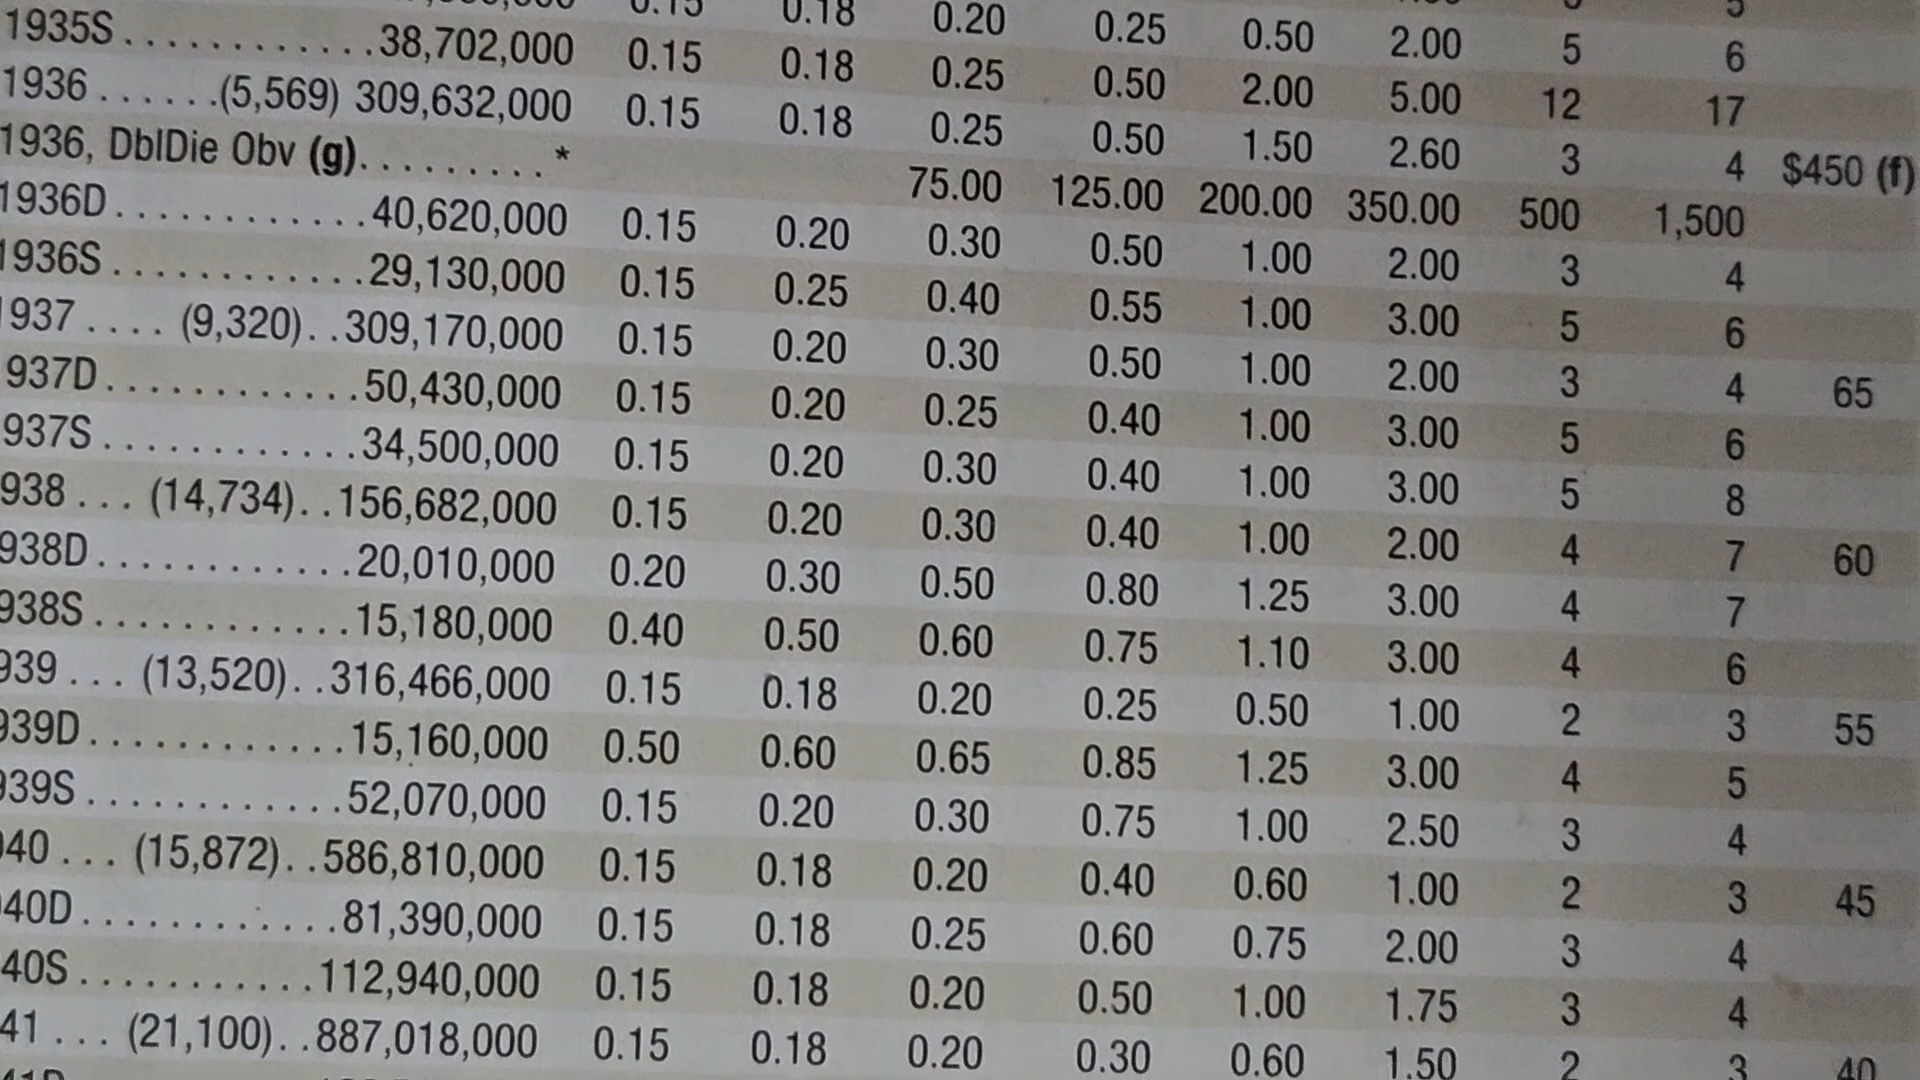 0.15 0.18 0.20 0.25 0.50 2.00 5 6
1935S............38,702,000 0.15 0.18 0.25 0.50 2.00 5.00 12 17
1936......(5,569) 309,632,000 0.15 0.18 0.25 0.50 1.50 2.60 3 4 $450 (f)
1936, DblDie Obv (g).........* 75.00 125.00 200.00 350.00 500 1,500
1936D............40,620,000 0.15 0.20 0.30 0.50 1.00 2.00 3 4
1936S............29,130,000 0.15 0.25 0.40 0.55 1.00 3.00 5 6
1937.... (9,320)..309,170,000 0.15 0.20 0.30 0.50 1.00 2.00 3 4 65
937D............50,430,000 0.15 0.20 0.25 0.40 1.00 3.00 5 6
937S............34,500,000 0.15 0.20 0.30 0.40 1.00 3.00 5 8
938... (14,734)..156,682,000 0.15 0.20 0.30 0.40 1.00 2.00 4 7 60
938D............20,010,000 0.20 0.30 0.50 0.80 1.25 3.00 4 7
938S............15,180,000 0.40 0.50 0.60 0.75 1.10 3.00 4 6
939... (13,520)..316,466,000 0.15 0.18 0.20 0.25 0.50 1.00 2 3 55
939D............15,160,000 0.50 0.60 0.65 0.85 1.25 3.00 4 5
939S............52,070,000 0.15 0.20 0.30 0.75 1.00 2.50 3 4
940... (15,872)..586,810,000 0.15 0.18 0.20 0.40 0.60 1.00 2 3 45
40D............81,390,000 0.15 0.18 0.25 0.60 0.75 2.00 3 4
40S...........112,940,000 0.15 0.18 0.20 0.50 1.00 1.75 3 4
41... (21,100)..887,018,000 0.15 0.18 0.20 0.30 0.60 1.50 2 3 40